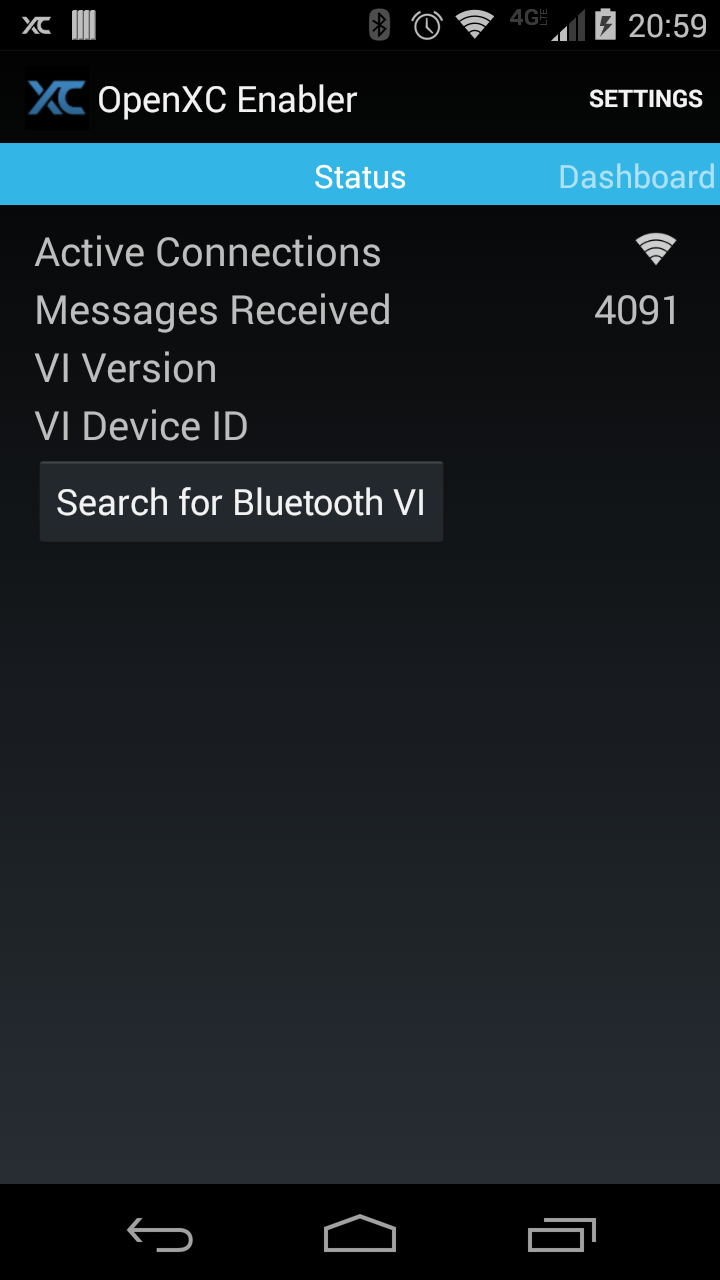 XC 4G LTE 20:59
XC OpenXC Enabler SETTINGS
Status Dashboard
Active Connections
Messages Received 4091
VI Version
VI Device ID
Search for Bluetooth VI